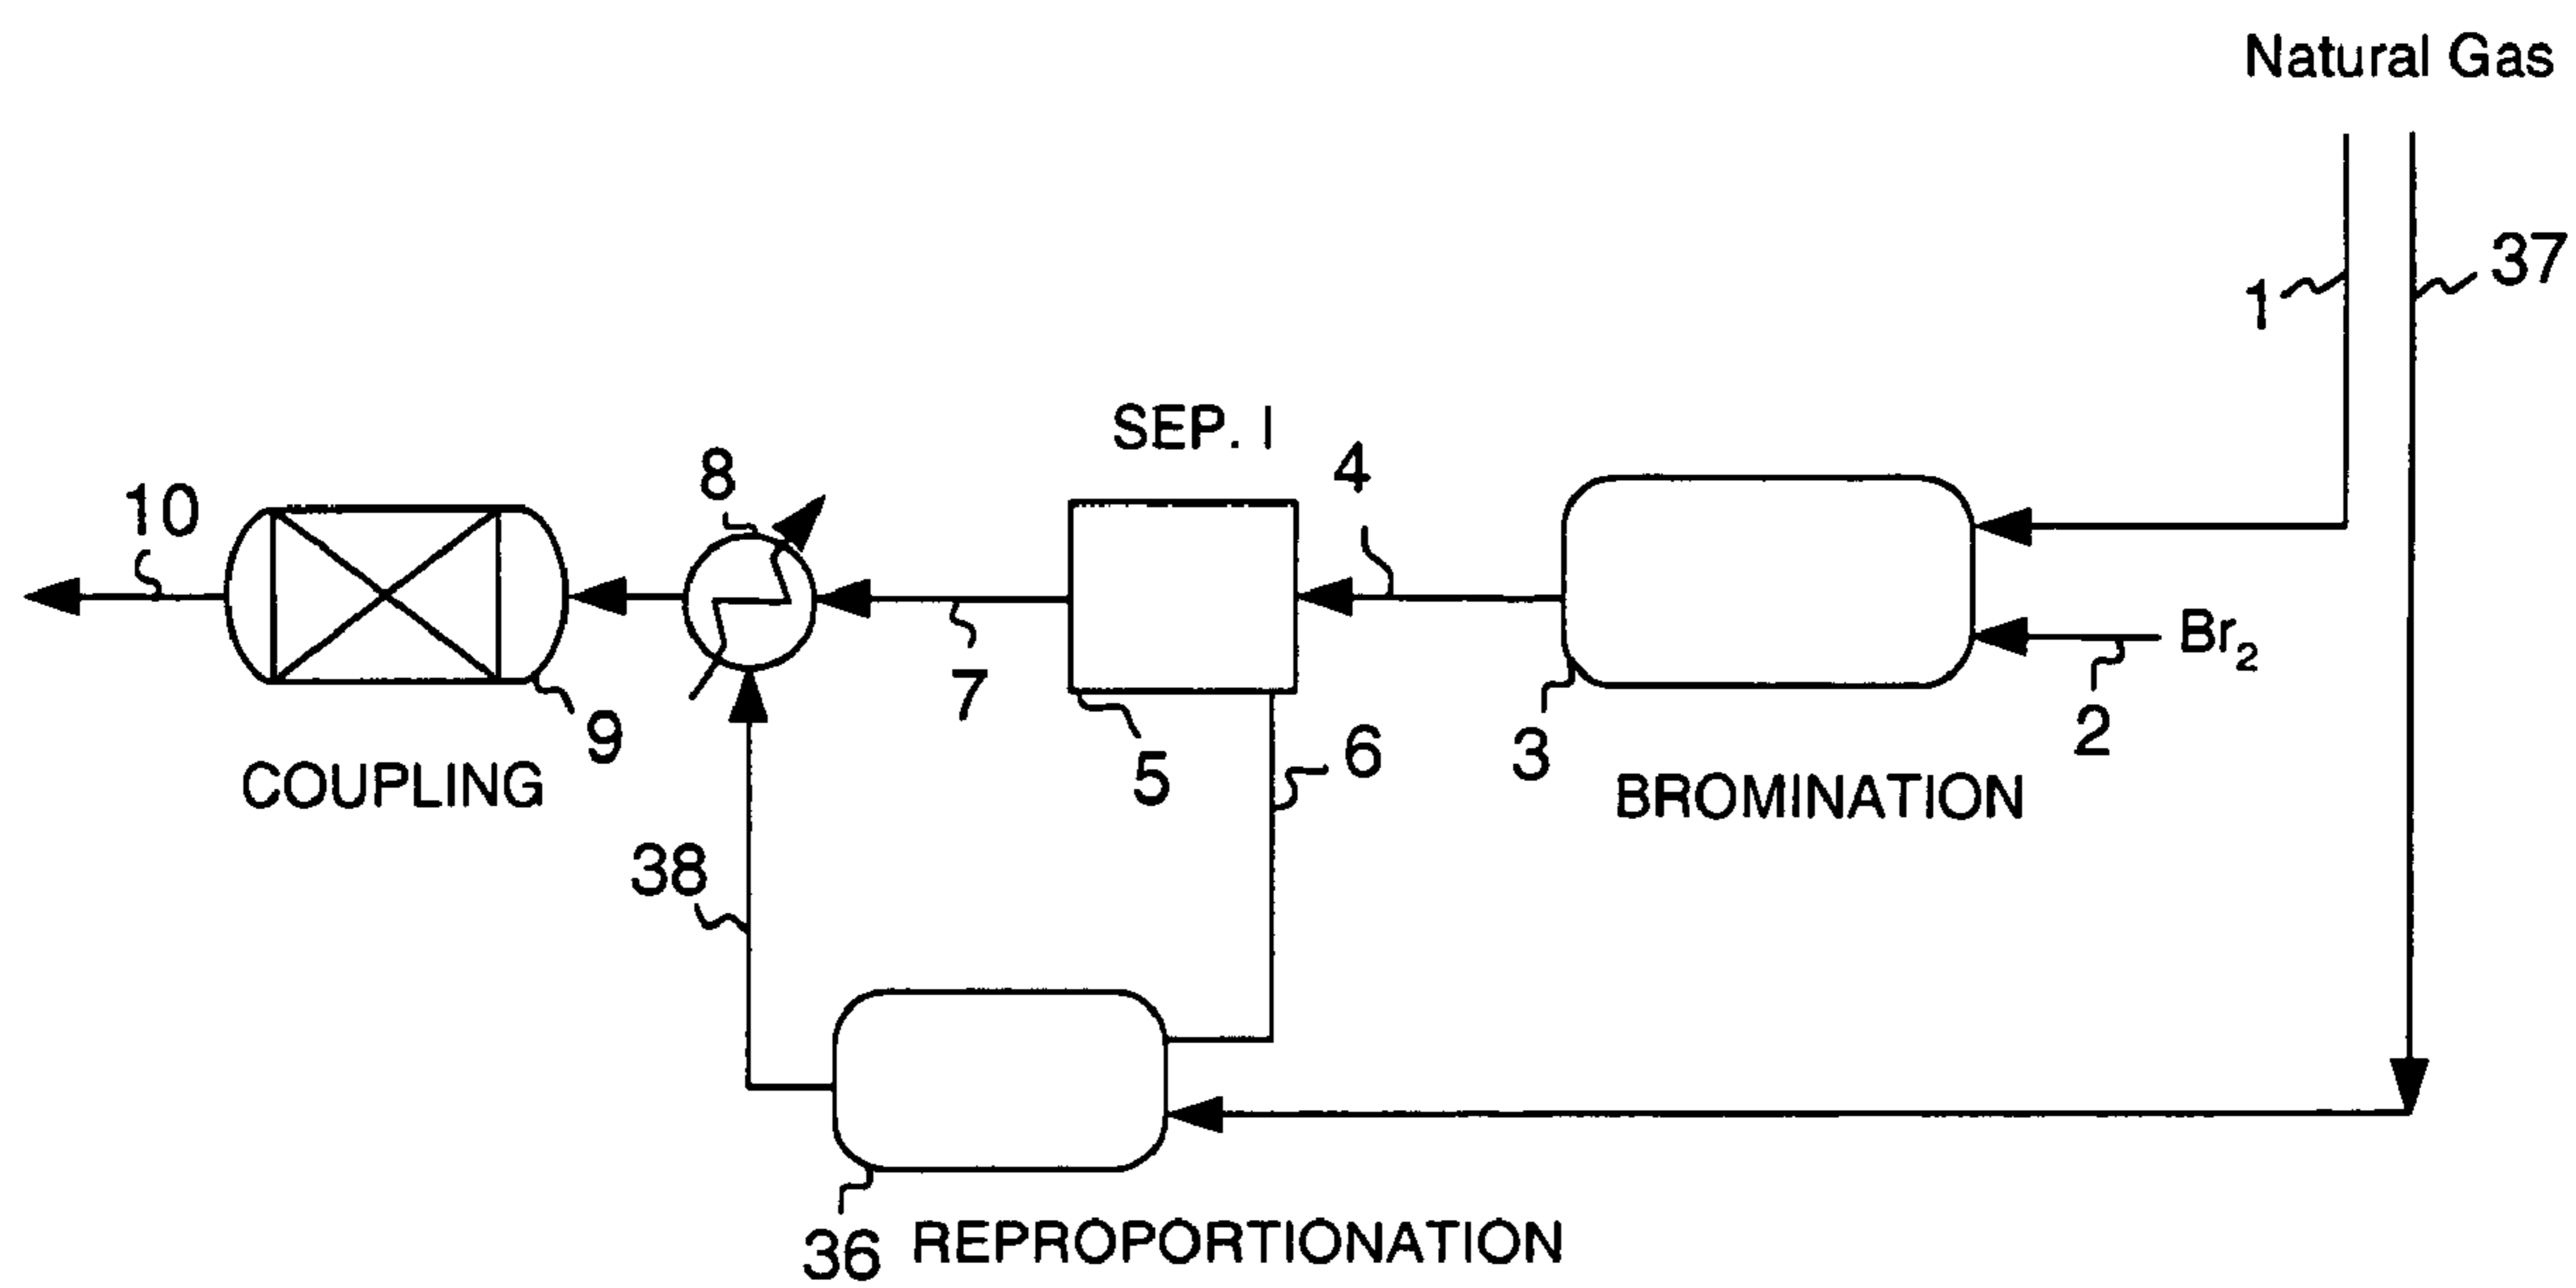 Natural Gas
37
1
SEP. I
8
4
10
Br₂
7
9
5
6
3
2
COUPLING
BROMINATION
38
36
REPROPORTIONATION